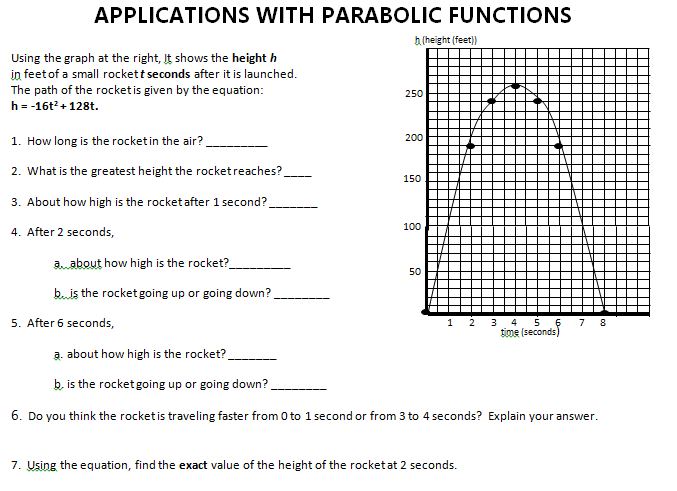 APPLICATIONS WITH PARABOLIC FUNCTIONS
h (height (feet))
Using the graph at the right, It shows the height h
in feet of a small rocket t seconds after it is launched.
The path of the rocket is given by the equation:
h = -16t² + 128t.
1. How long is the rocket in the air? _________
2. What is the greatest height the rocket reaches? ____
3. About how high is the rocket after 1 second? _______
4. After 2 seconds,
a. about how high is the rocket? _________
b. is the rocket going up or going down? ________
5. After 6 seconds,
a. about how high is the rocket? _______
b. is the rocket going up or going down? ________
6. Do you think the rocket is traveling faster from 0 to 1 second or from 3 to 4 seconds? Explain your answer.
7. Using the equation, find the exact value of the height of the rocket at 2 seconds.
250
200
150
100
50
1 2 3 4 5 6 7 8
time (seconds)